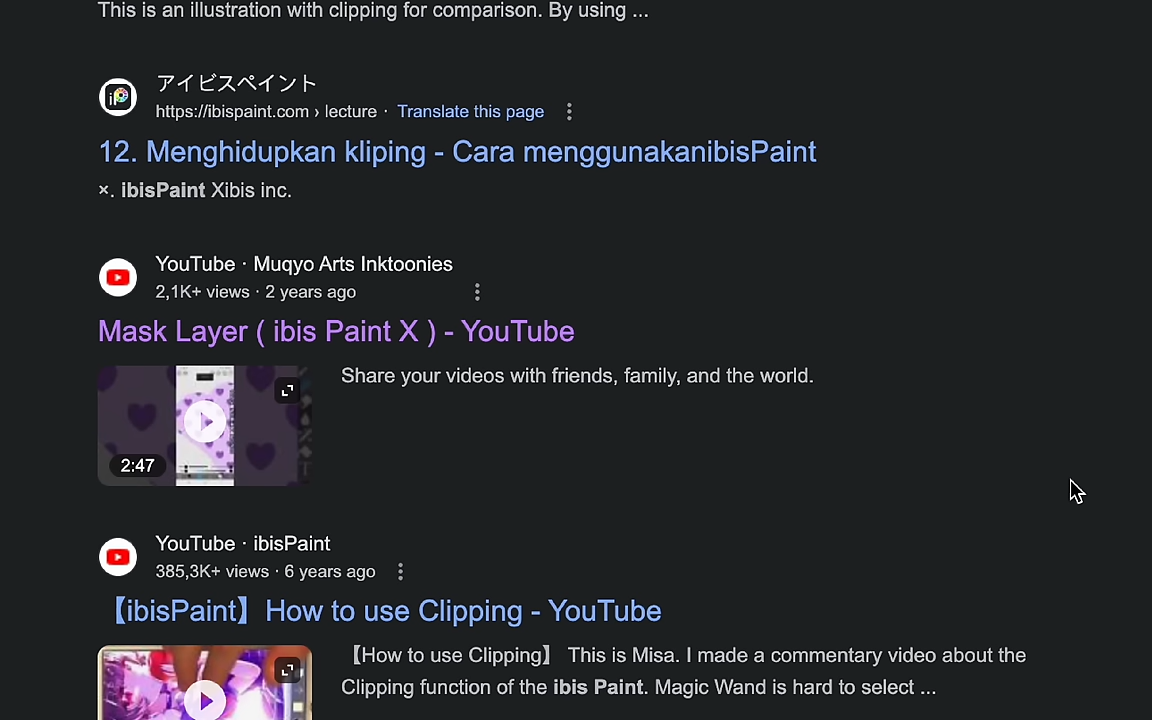 This is an illustration with clipping for comparison. By using ...
アイビスペイント
https://ibispaint.com › lecture · Translate this page
12. Menghidupkan kliping - Cara menggunakanibisPaint
×. ibisPaint Xibis inc.
YouTube · Muqyo Arts Inktoonies
2,1K+ views · 2 years ago
Mask Layer ( ibis Paint X ) - YouTube
Share your videos with friends, family, and the world.
2:47
YouTube · ibisPaint
385,3K+ views · 6 years ago
【ibisPaint】How to use Clipping - YouTube
【How to use Clipping】 This is Misa. I made a commentary video about the
Clipping function of the ibis Paint. Magic Wand is hard to select ...